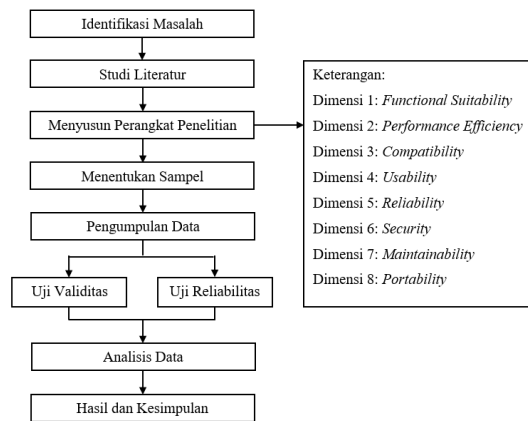 Identifikasi Masalah
Studi Literatur
Menyusun Perangkat Penelitian
Menentukan Sampel
Pengumpulan Data
Uji Validitas
Uji Reliabilitas
Analisis Data
Hasil dan Kesimpulan
Keterangan:
Dimensi 1: Functional Suitability
Dimensi 2: Performance Efficiency
Dimensi 3: Compatibility
Dimensi 4: Usability
Dimensi 5: Reliability
Dimensi 6: Security
Dimensi 7: Maintainability
Dimensi 8: Portability